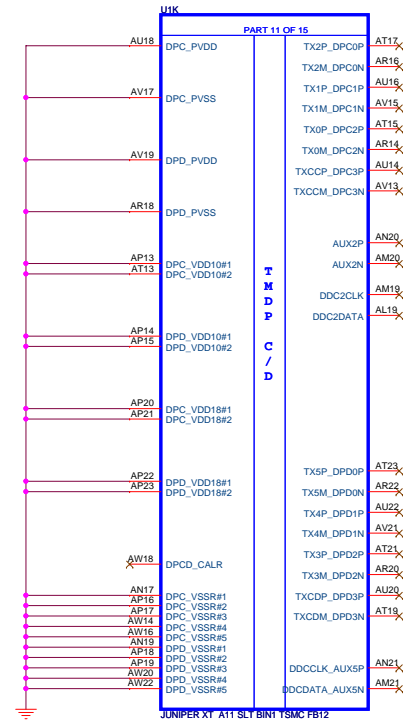 U1K
PART 11 OF 15
AU18 DPC_PVDD
AV17 DPC_PVSS
AV19 DPD_PVDD
AR18 DPD_PVSS
AP13 DPC_VDD10#1
AT13 DPC_VDD10#2
AP14 DPD_VDD10#1
AP15 DPD_VDD10#2
AP20 DPC_VDD18#1
AP21 DPC_VDD18#2
AP22 DPD_VDD18#1
AP23 DPD_VDD18#2
AW18 DPCD_CALR
AN17 DPC_VSSR#1
AP16 DPC_VSSR#2
AP17 DPC_VSSR#3
AW14 DPC_VSSR#4
AW16 DPC_VSSR#5
AN19 DPD_VSSR#1
AP18 DPD_VSSR#2
AP19 DPD_VSSR#3
AW20 DPD_VSSR#4
AW22 DPD_VSSR#5
T
M
D
P
C
/
D
TX2P_DPC0P AT17
TX2M_DPC0N AR16
TX1P_DPC1P AU16
TX1M_DPC1N AV15
TX0P_DPC2P AT15
TX0M_DPC2N AR14
TXCCP_DPC3P AU14
TXCCM_DPC3N AV13
AUX2P AN20
AUX2N AM20
DDC2CLK AM19
DDC2DATA AL19
TX5P_DPD0P AT23
TX5M_DPD0N AR22
TX4P_DPD1P AU22
TX4M_DPD1N AV21
TX3P_DPD2P AT21
TX3M_DPD2N AR20
TXCDP_DPD3P AU20
TXCDM_DPD3N AT19
DDCCLK_AUX5P AN21
DDCDATA_AUX5N AM21
JUNIPER XT A11 SLT BIN1 TSMC FB12